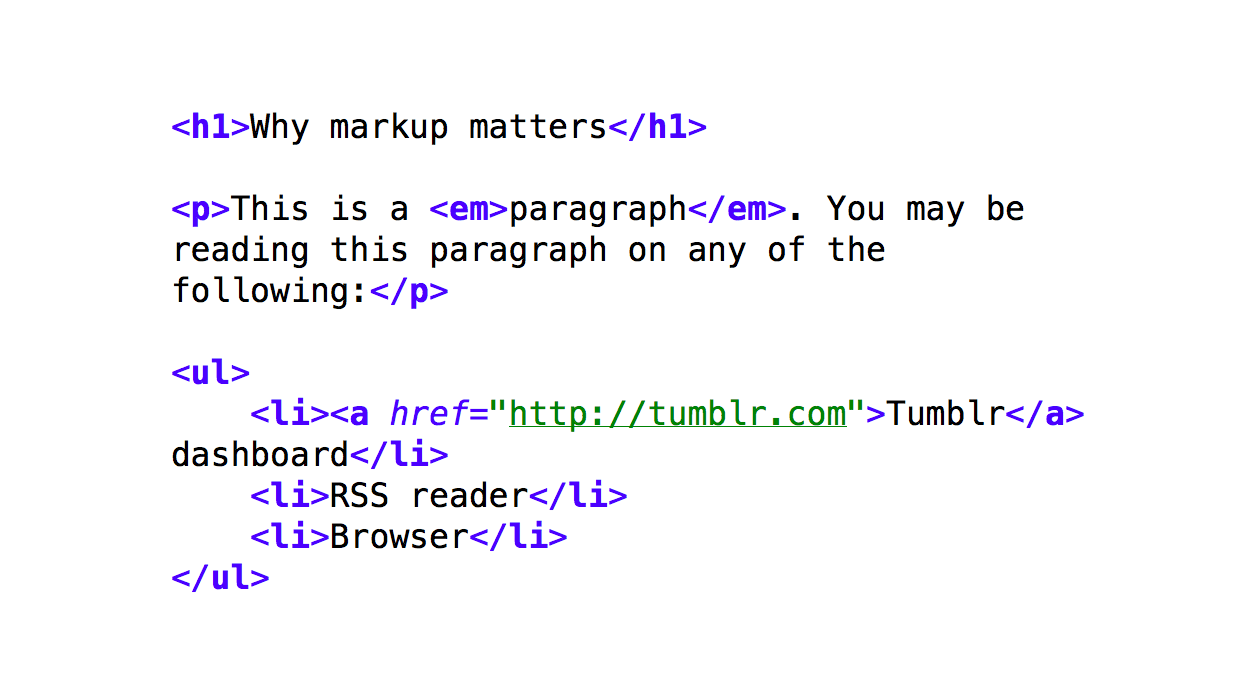 <h1>Why markup matters</h1>
<p>This is a <em>paragraph</em>. You may be
reading this paragraph on any of the
following:</p>
<ul>
<li><a href="http://tumblr.com">Tumblr</a>
dashboard</li>
<li>RSS reader</li>
<li>Browser</li>
</ul>